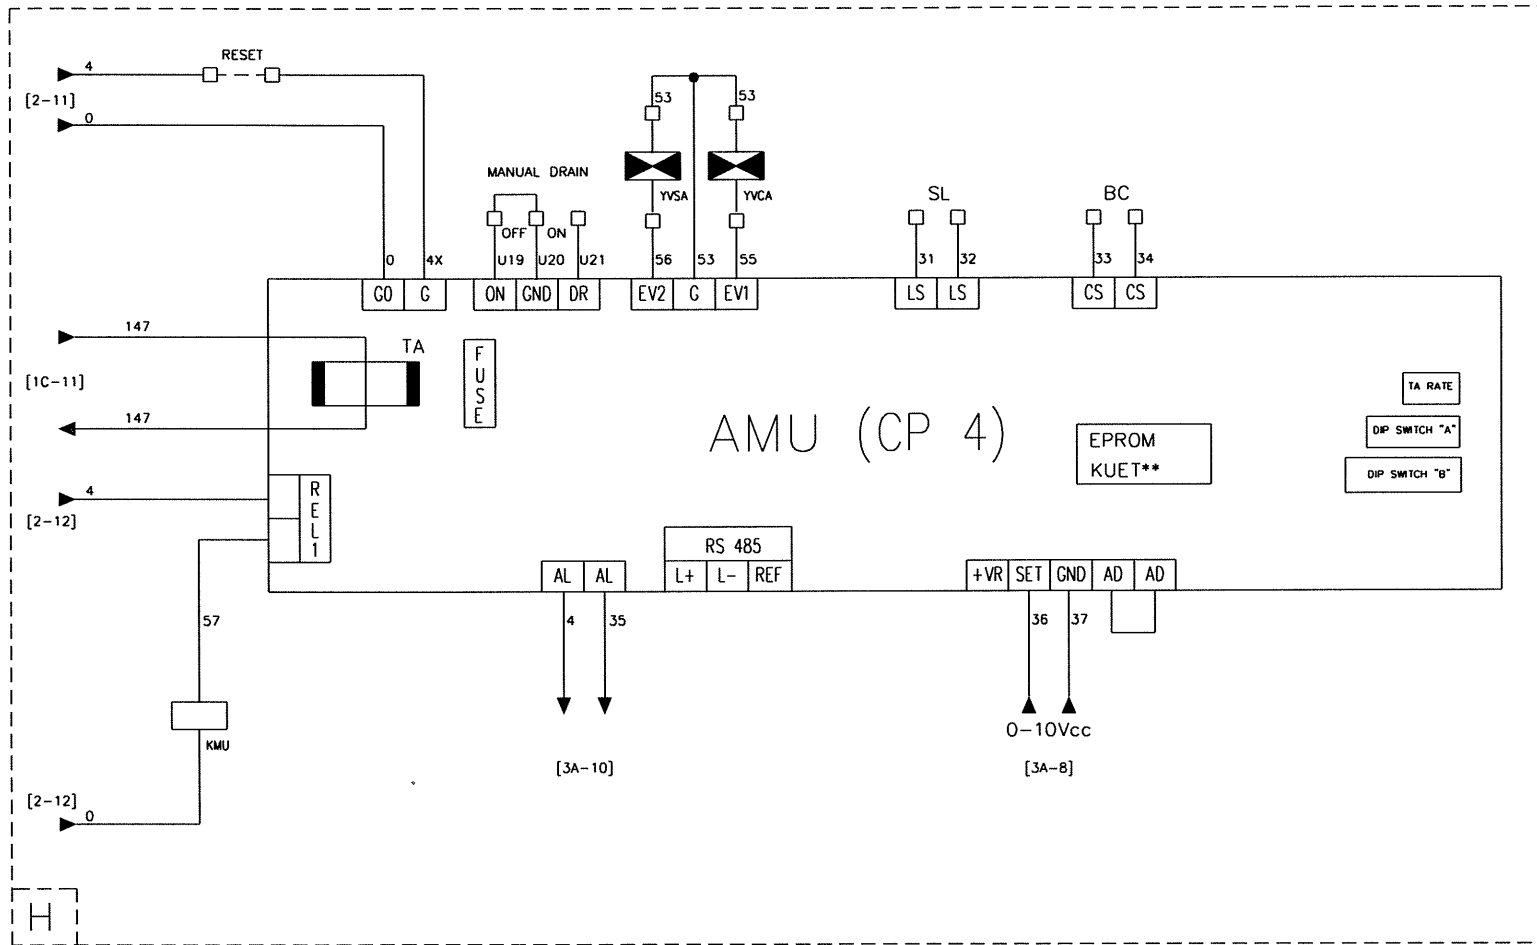 RESET
4
[2-11]
0
53
53
MANUAL DRAIN
YVSA
YVCA
SL
BC
OFF
ON
0
4X
U19
U20
U21
56
53
55
31
32
33
34
G0
G
ON
GND
DR
EV2
G
EV1
LS
LS
CS
CS
147
TA
FUSE
[1C-11]
TA RATE
147
AMU (CP 4)
EPROM
KUET**
DIP SWITCH "A"
DIP SWITCH "B"
4
REL1
[2-12]
RS 485
AL
AL
L+
L-
REF
+VR
SET
GND
AD
AD
57
4
35
36
37
KMU
0-10Vcc
[3A-10]
[3A-8]
[2-12]
0
H